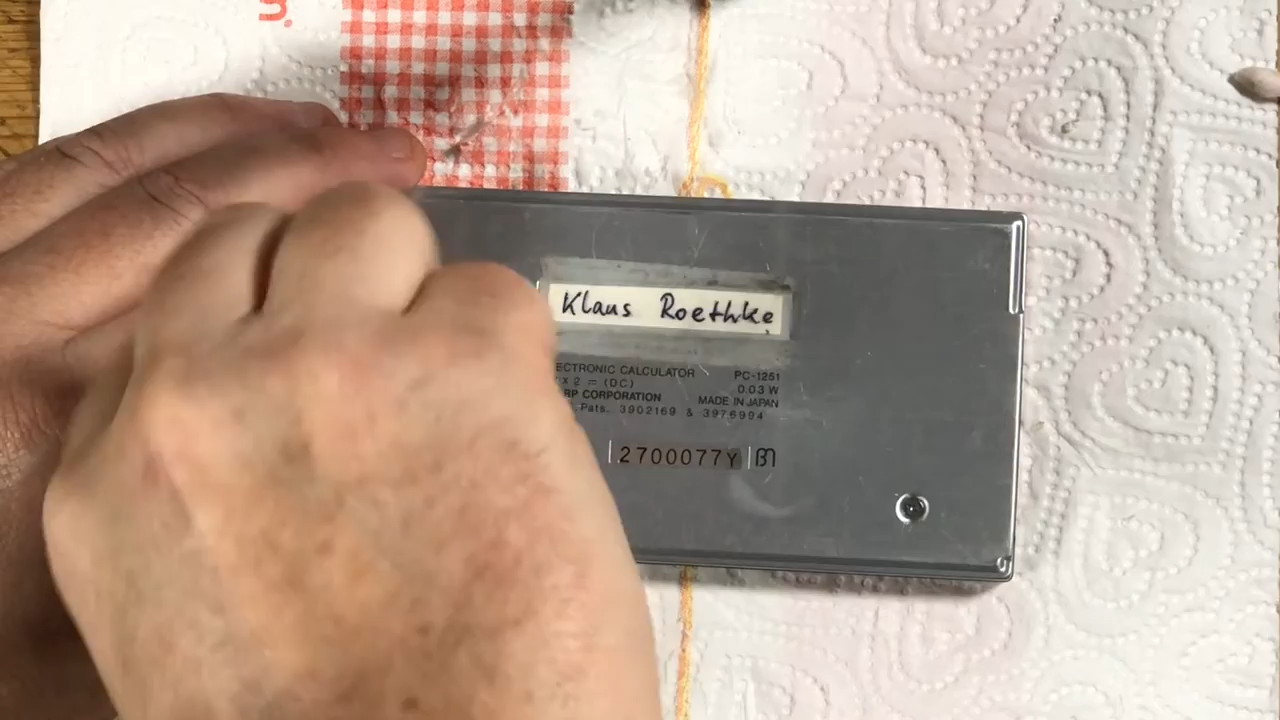 Klaus Roethke
ECTRONIC CALCULATOR PC-1251
X 2 = (DC) 0.03 W
RP CORPORATION MADE IN JAPAN
Pats. 3902169 & 3976994
2700077Y